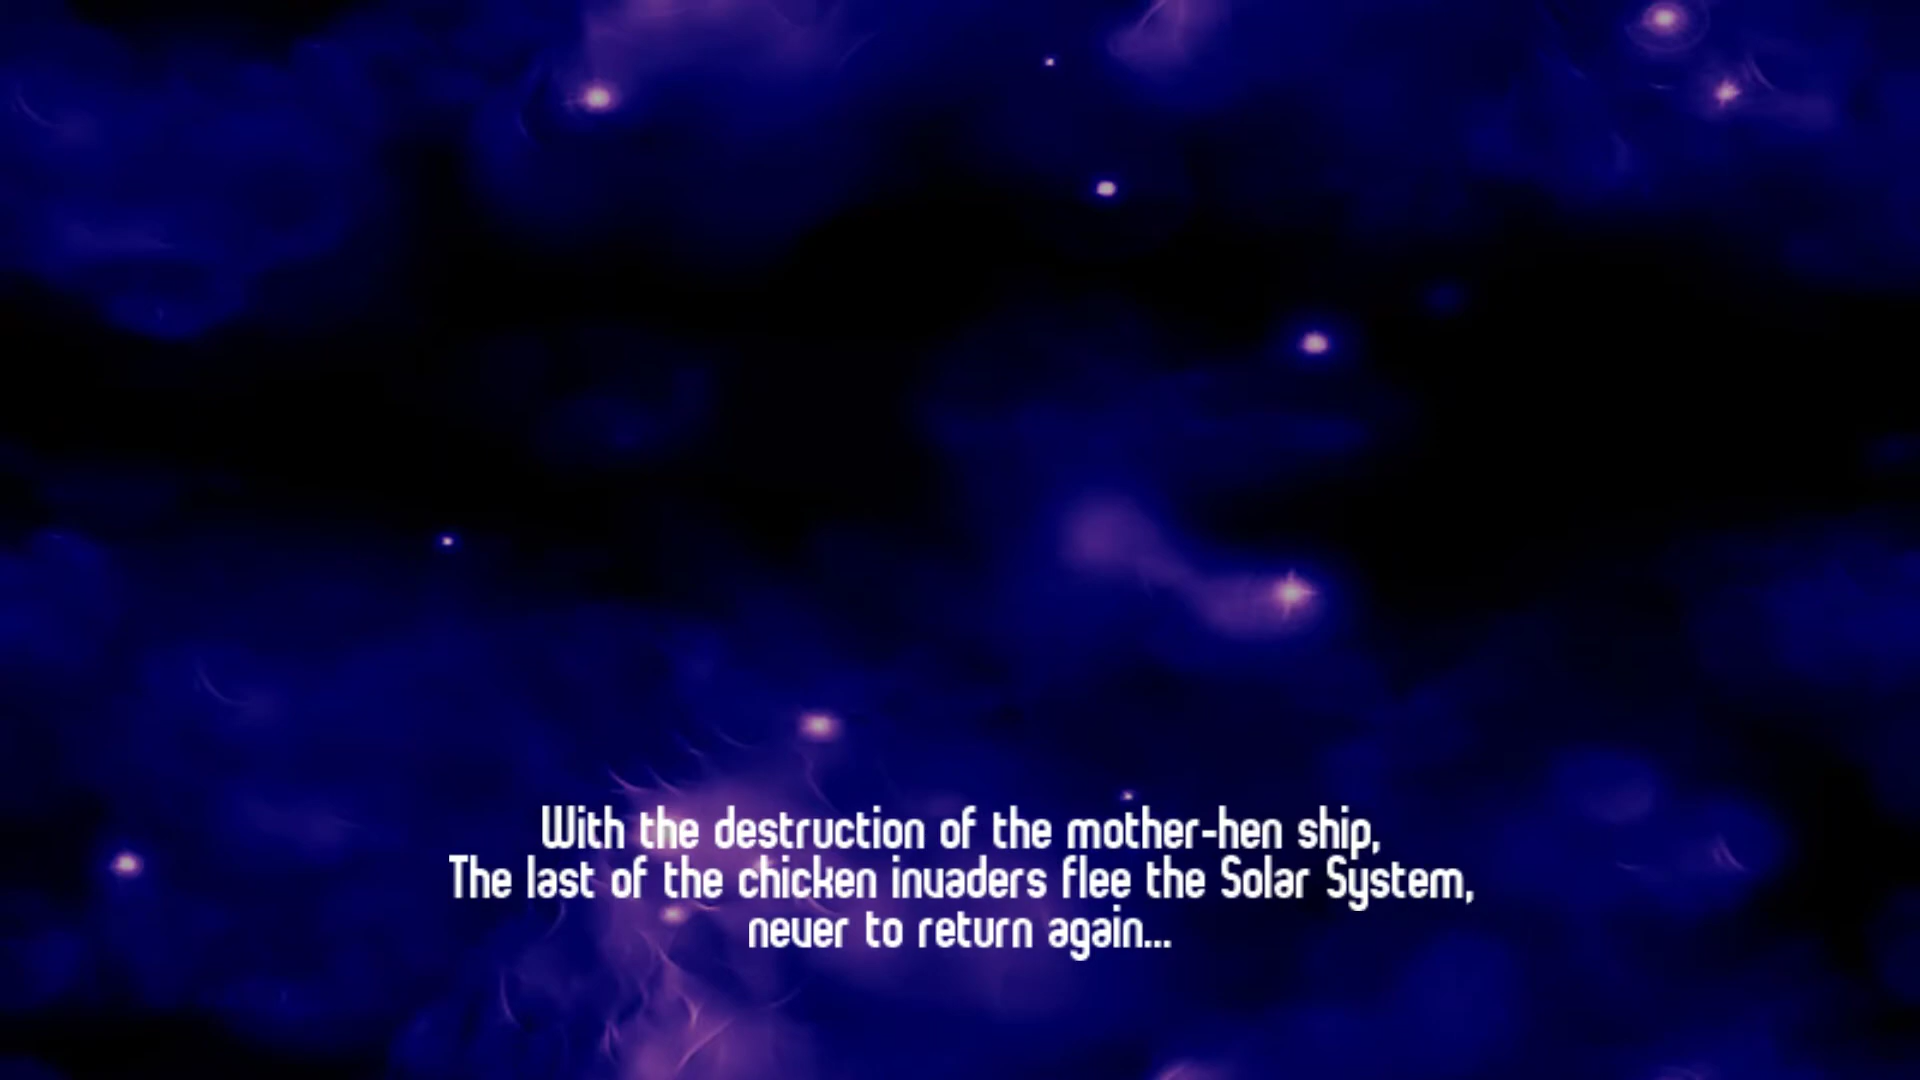 With the destruction of the mother-hen ship,
The last of the chicken invaders flee the Solar System,
never to return again...